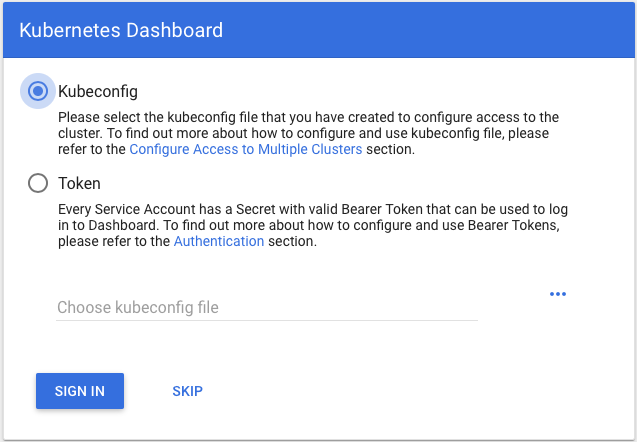 Kubernetes Dashboard
Kubeconfig
Please select the kubeconfig file that you have created to configure access to the
cluster. To find out more about how to configure and use kubeconfig file, please
refer to the Configure Access to Multiple Clusters section.
Token
Every Service Account has a Secret with valid Bearer Token that can be used to log
in to Dashboard. To find out more about how to configure and use Bearer Tokens,
please refer to the Authentication section.
Choose kubeconfig file
SIGN IN SKIP